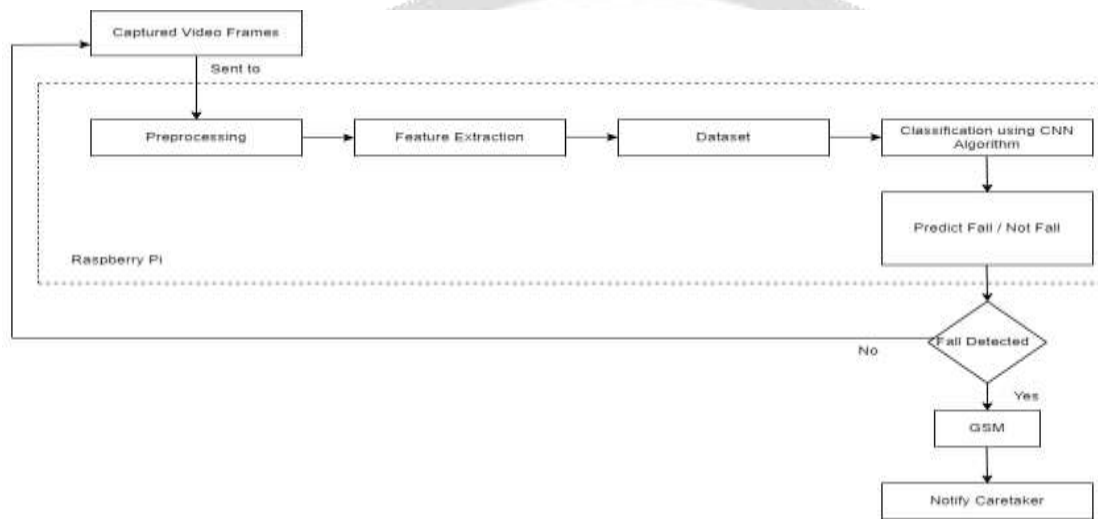 Captured Video Frames
Sent to
Preprocessing
Feature Extraction
Dataset
Classification using CNN
Algorithm
Predict Fall / Not Fall
Raspberry Pi
Fall Detected
No
Yes
GSM
Notify Caretaker